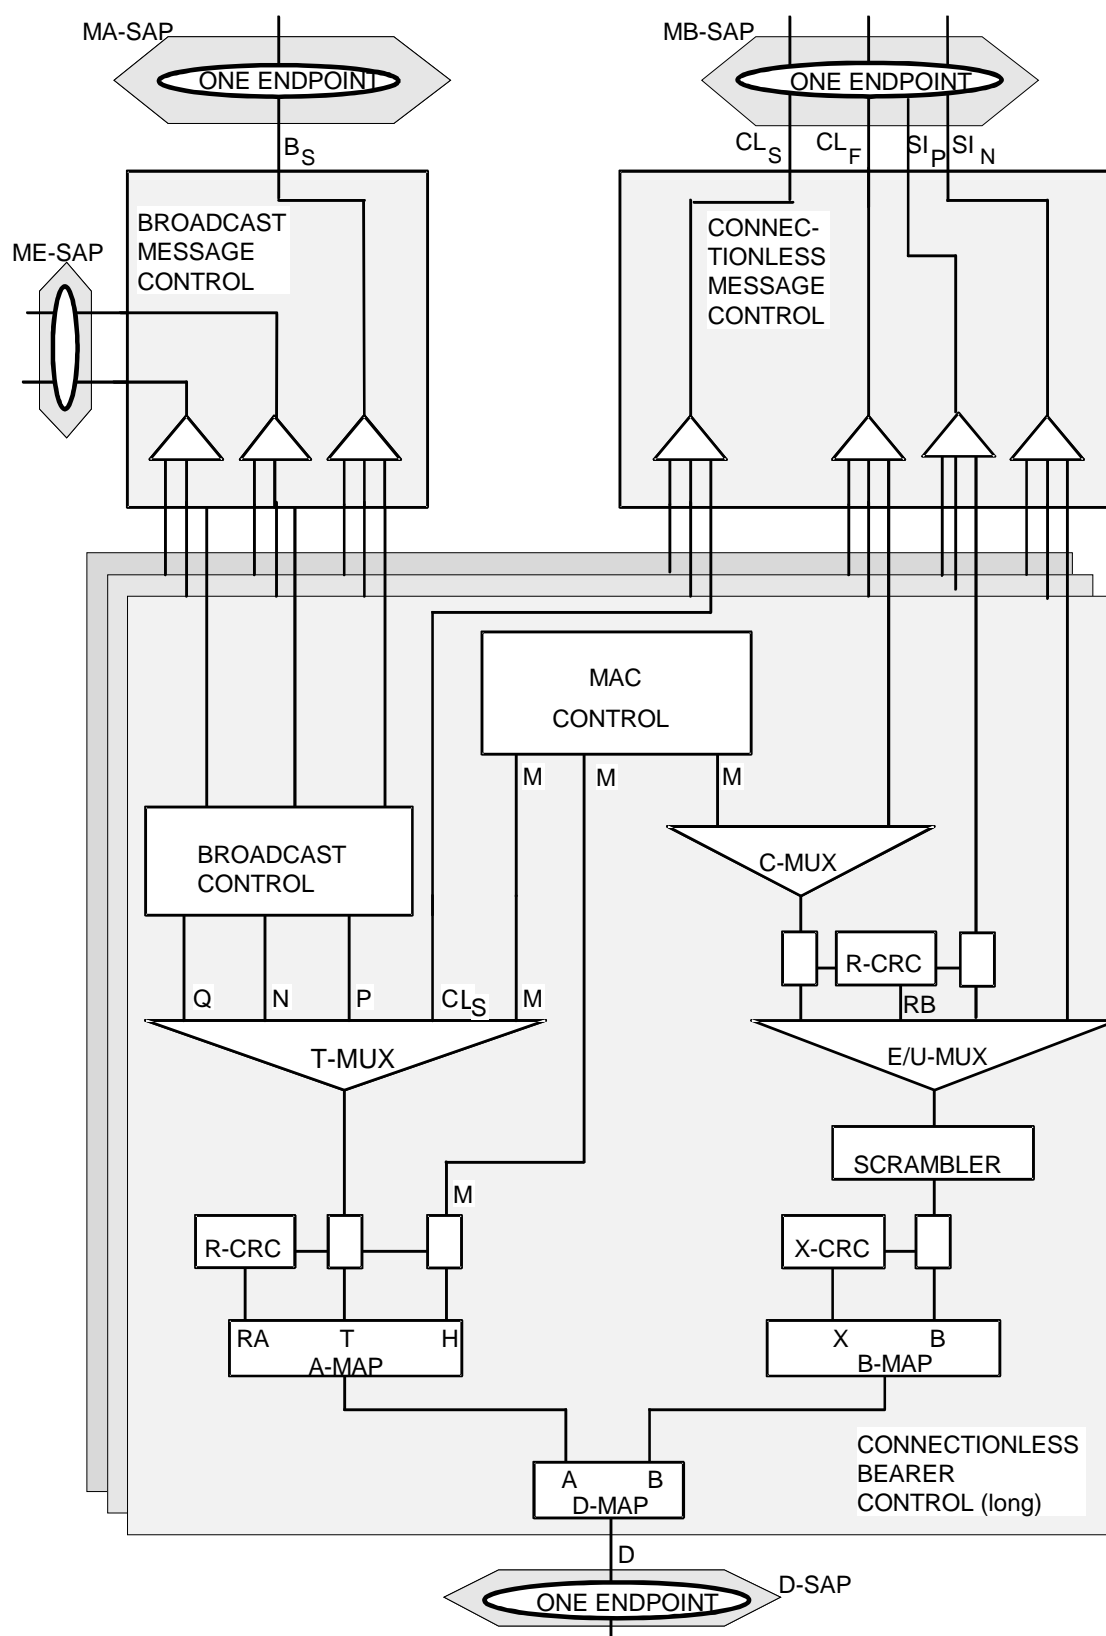 MA-SAP
MB-SAP
ONE ENDPOINT
ONE ENDPOINT
BS
CLS
CLF
SIP
SIN
BROADCAST
MESSAGE
CONTROL
CONNEC-
TIONLESS
MESSAGE
CONTROL
ME-SAP
MAC
CONTROL
M
M
M
BROADCAST
CONTROL
C-MUX
R-CRC
Q
N
P
CLS
M
RB
T-MUX
E/U-MUX
SCRAMBLER
M
R-CRC
X-CRC
RA
T
H
A-MAP
X
B
B-MAP
CONNECTIONLESS
BEARER
CONTROL (long)
A
B
D-MAP
D
D-SAP
ONE ENDPOINT